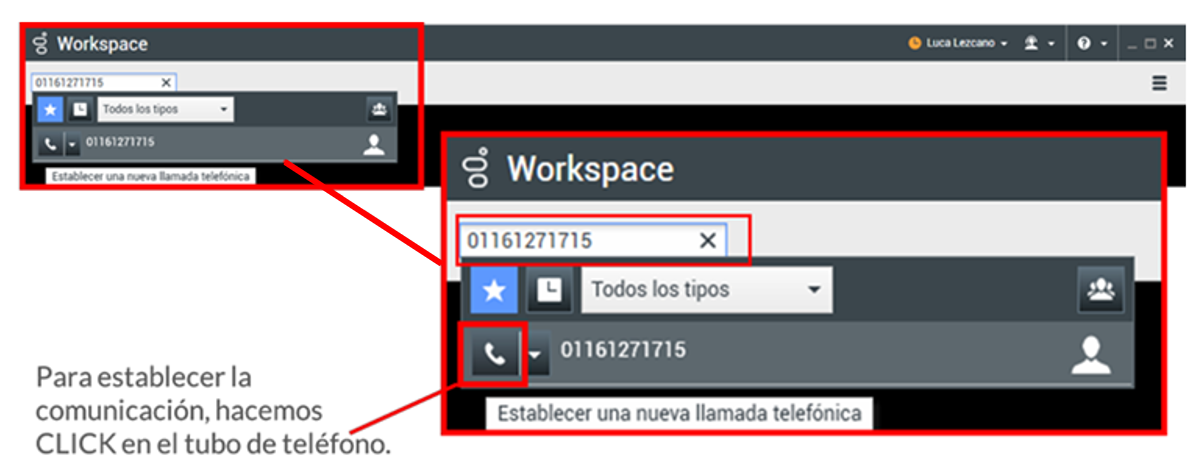 Workspace
Luca Lezcano
01161271715
Todos los tipos
01161271715
Establecer una nueva llamada telefónica
Workspace
01161271715
Todos los tipos
01161271715
Establecer una nueva llamada telefónica
Para establecer la
comunicación, hacemos
CLICK en el tubo de teléfono.